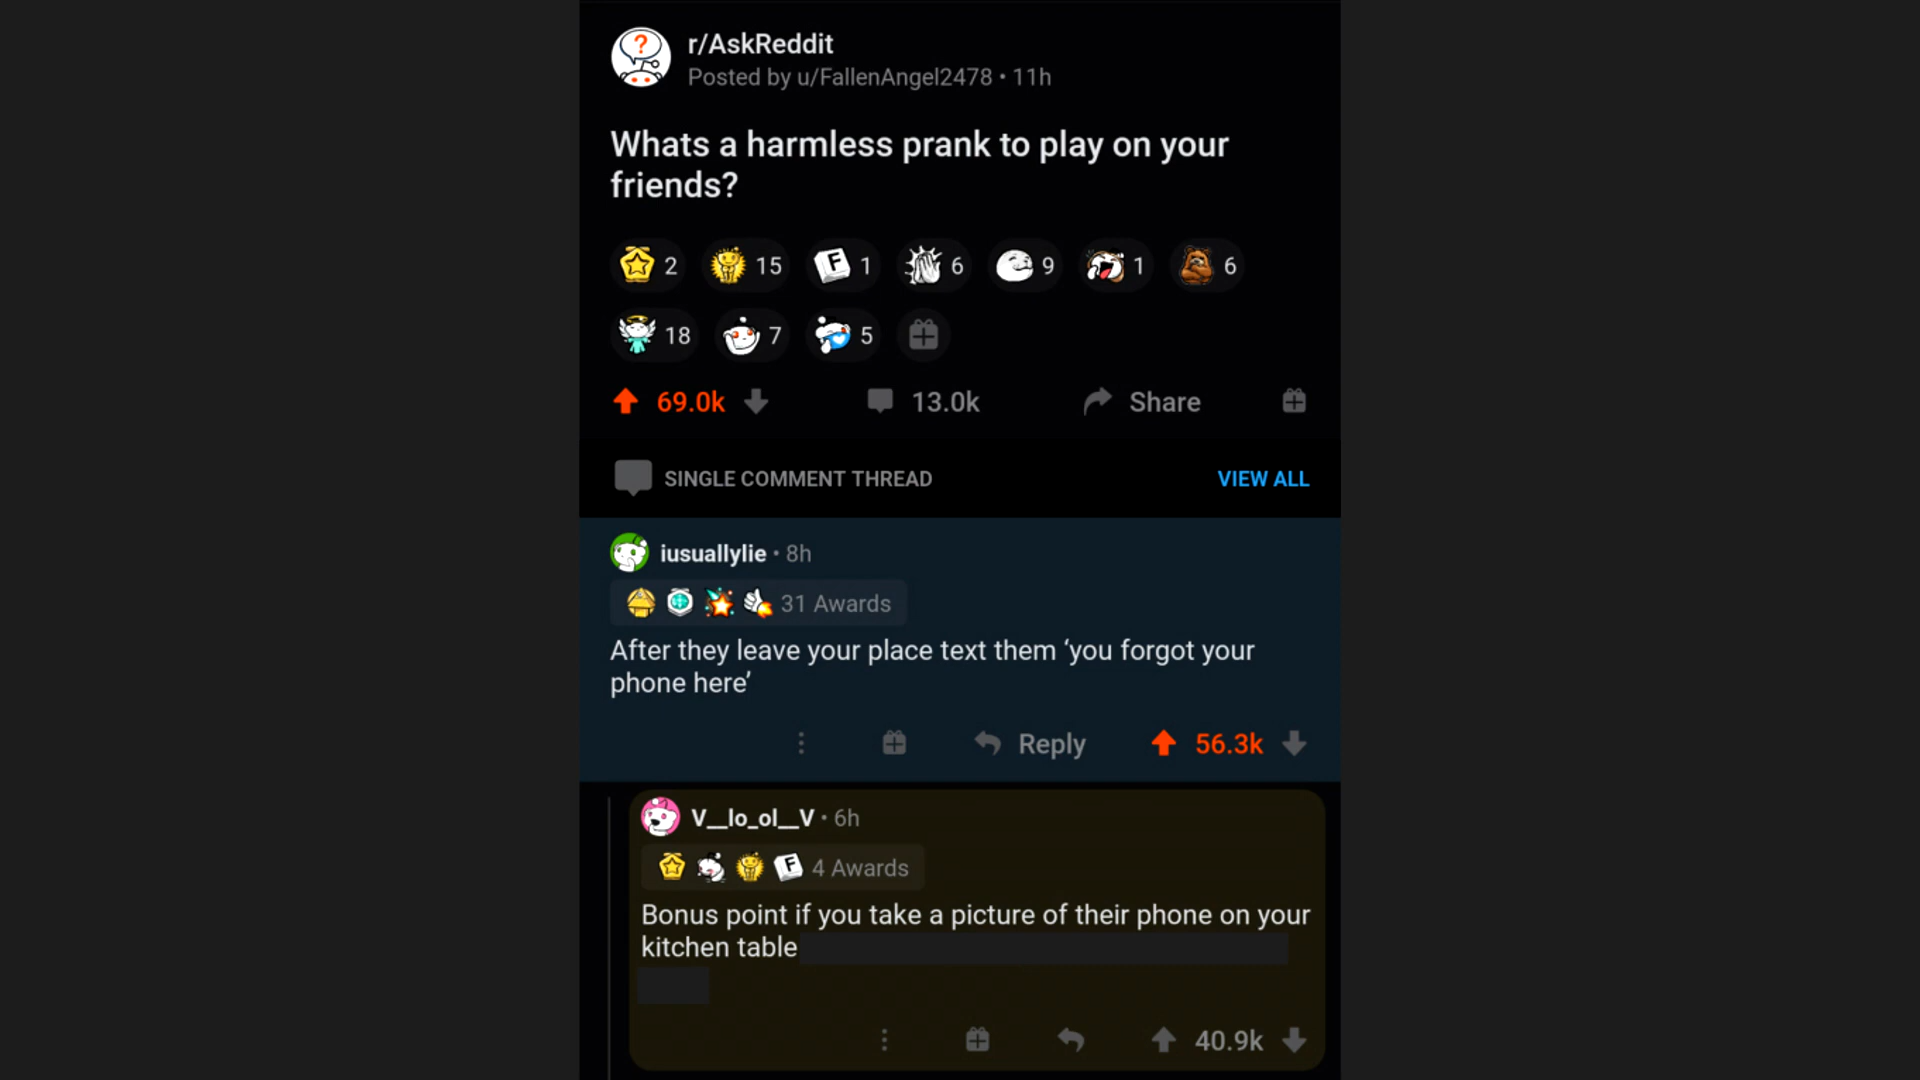 r/AskReddit
Posted by u/FallenAngel2478 • 11h
Whats a harmless prank to play on your
friends?
2 15 F 1 6 9 1 6
18 7 5
69.0k 13.0k Share
SINGLE COMMENT THREAD VIEW ALL
iusuallylie • 8h
31 Awards
After they leave your place text them ‘you forgot your
phone here’
Reply 56.3k
V__lo_ol__V • 6h
F 4 Awards
Bonus point if you take a picture of their phone on your
kitchen table
40.9k